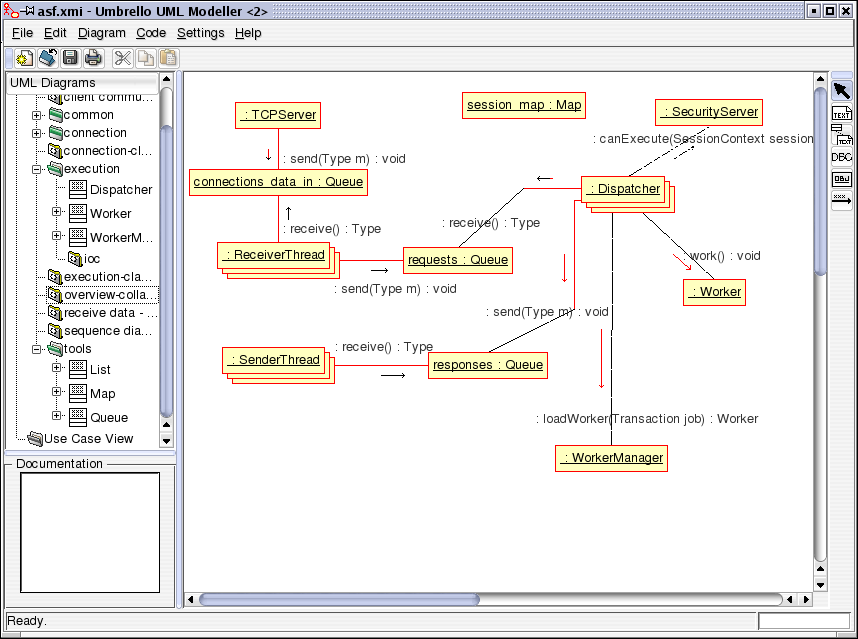 asf.xmi - Umbrello UML Modeller <2>
File Edit Diagram Code Settings Help
UML Diagrams
client commu...
common
connection
connection-cl...
execution
Dispatcher
Worker
WorkerM...
ioc
execution-cla...
overview-colla...
receive data - ...
sequence dia...
tools
List
Map
Queue
Use Case View
Documentation
: TCPServer
session_map : Map
: SecurityServer
: canExecute(SessionContext session
: send(Type m) : void
connections_data_in : Queue
: Dispatcher
: receive() : Type
: receive() : Type
: ReceiverThread
requests : Queue
: work() : void
: send(Type m) : void
: Worker
: send(Type m) : void
: receive() : Type
: SenderThread
responses : Queue
: loadWorker(Transaction job) : Worker
: WorkerManager
TEXT
TEXT
DBC
OBJ
Ready.